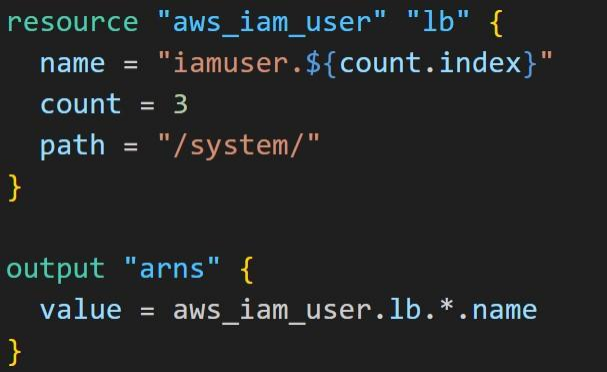 resource "aws_iam_user" "lb" {
  name = "iamuser.${count.index}"
  count = 3
  path = "/system/"
}

output "arns" {
  value = aws_iam_user.lb.*.name
}